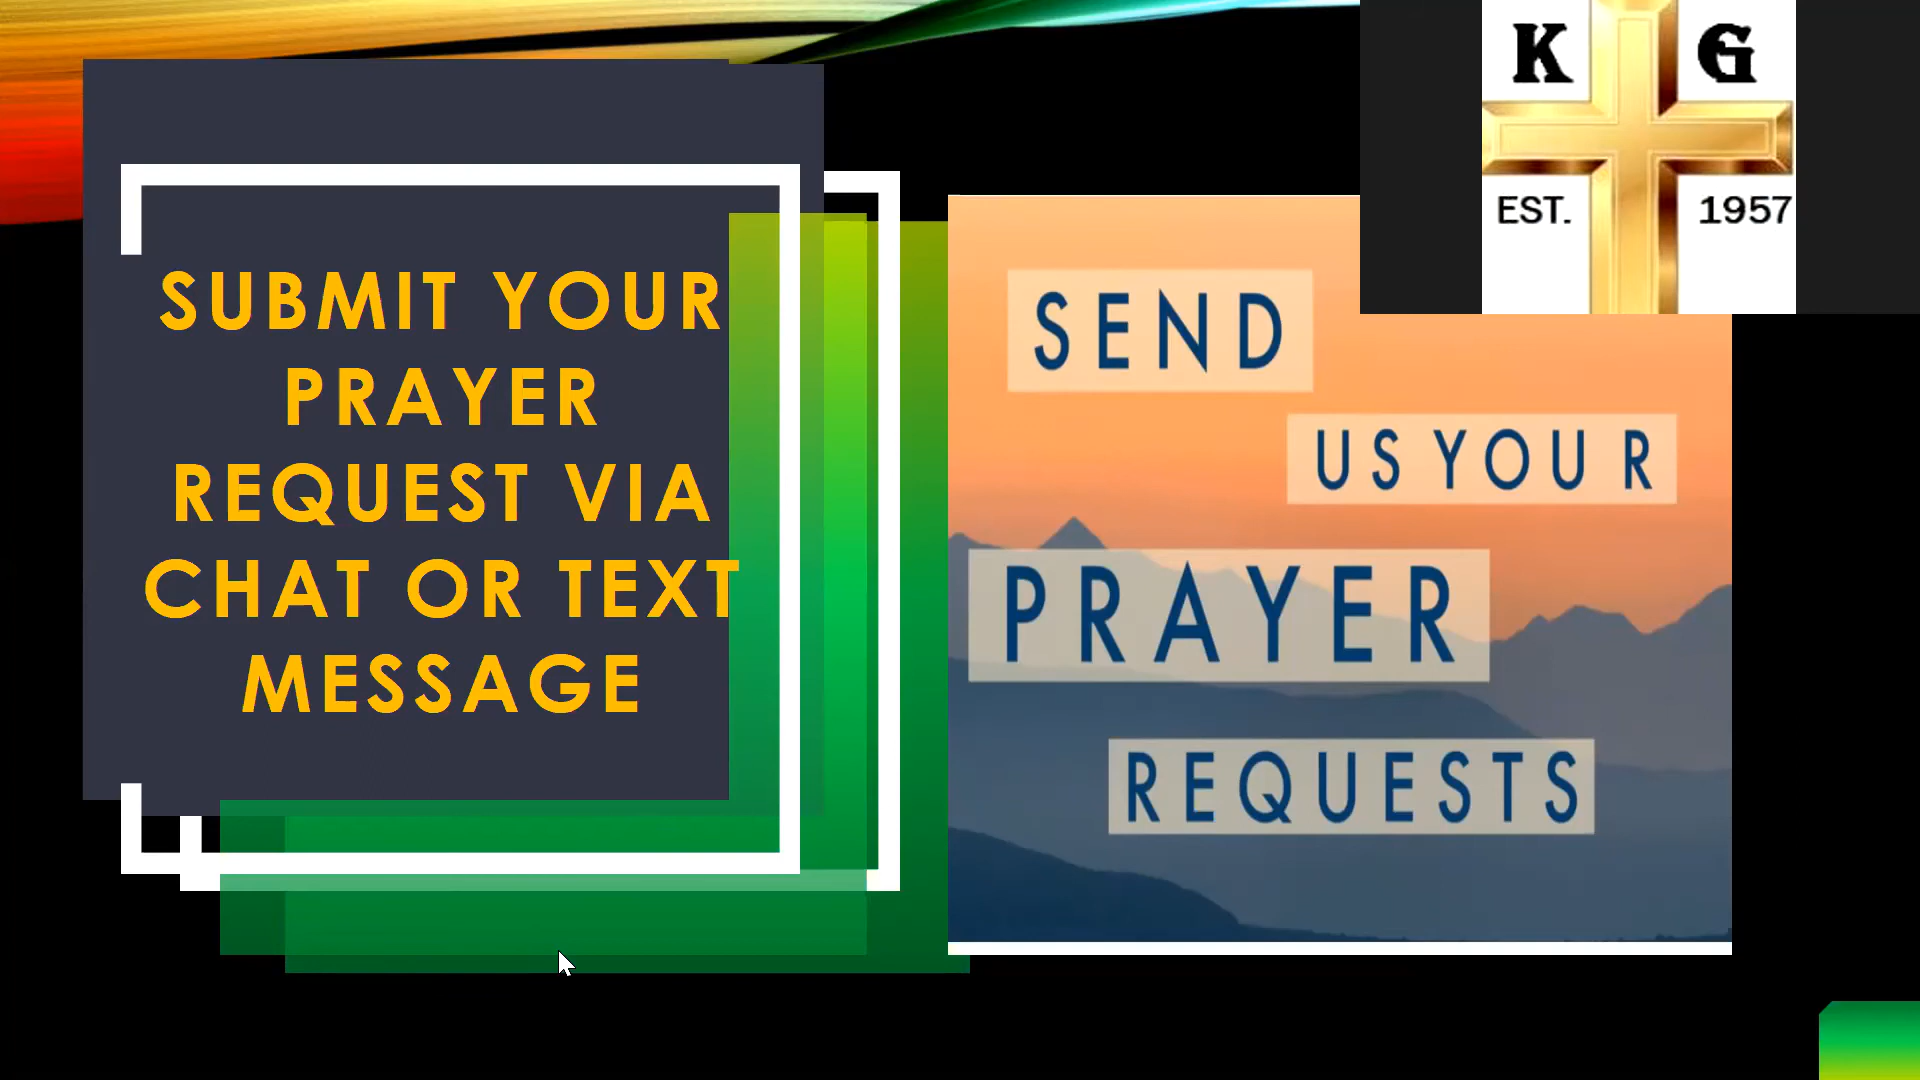 SUBMIT YOUR
PRAYER
REQUEST VIA
CHAT OR TEXT
MESSAGE
K G
EST. 1957
SEND
US YOUR
PRAYER
REQUESTS